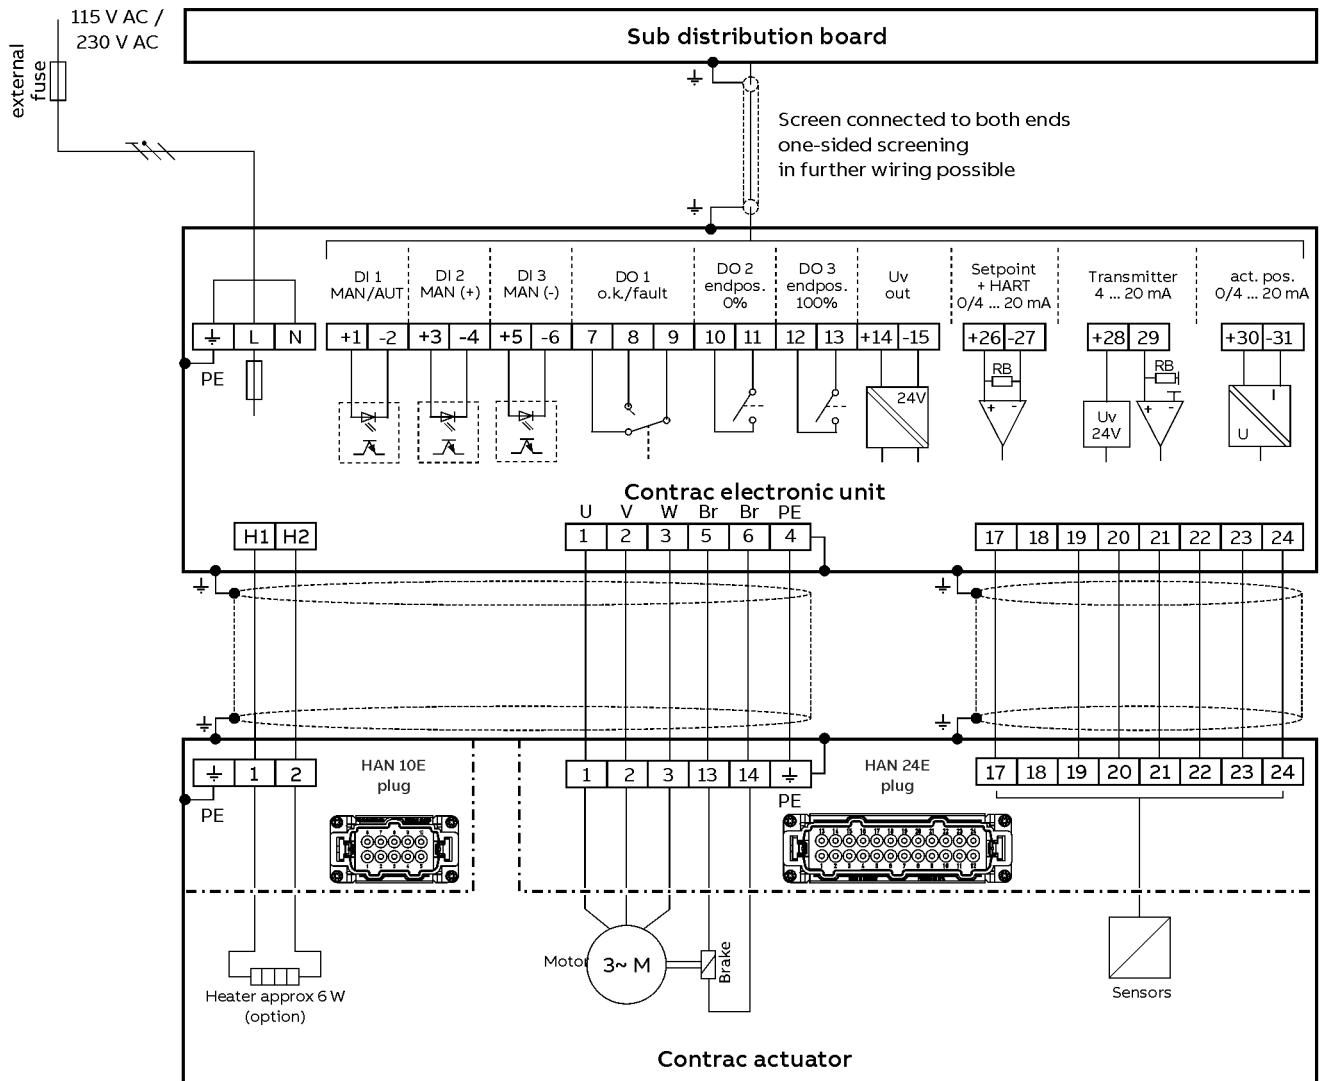 115 V AC /
230 V AC
external
fuse
Sub distribution board
Screen connected to both ends
one-sided screening
in further wiring possible
DI 1
MAN/AUT
DI 2
MAN (+)
DI 3
MAN (-)
DO 1
o.k./fault
DO 2
endpos.
0%
DO 3
endpos.
100%
Uv
out
Setpoint
+ HART
0/4 ... 20 mA
Transmitter
4 ... 20 mA
act. pos.
0/4 ... 20 mA
L N +1 -2 +3 -4 +5 -6 7 8 9 10 11 12 13 +14 -15 +26 -27 +28 29 +30 -31
PE
24V
RB
+ -
Uv
24V
RB
+ -
I
U
Contrac electronic unit
U V W Br Br PE
H1 H2 1 2 3 5 6 4 17 18 19 20 21 22 23 24
1 2 1 2 3 13 14 17 18 19 20 21 22 23 24
PE
HAN 10E
plug
PE
HAN 24E
plug
Motor
3~ M
Brake
Heater approx 6 W
(option)
Sensors
Contrac actuator